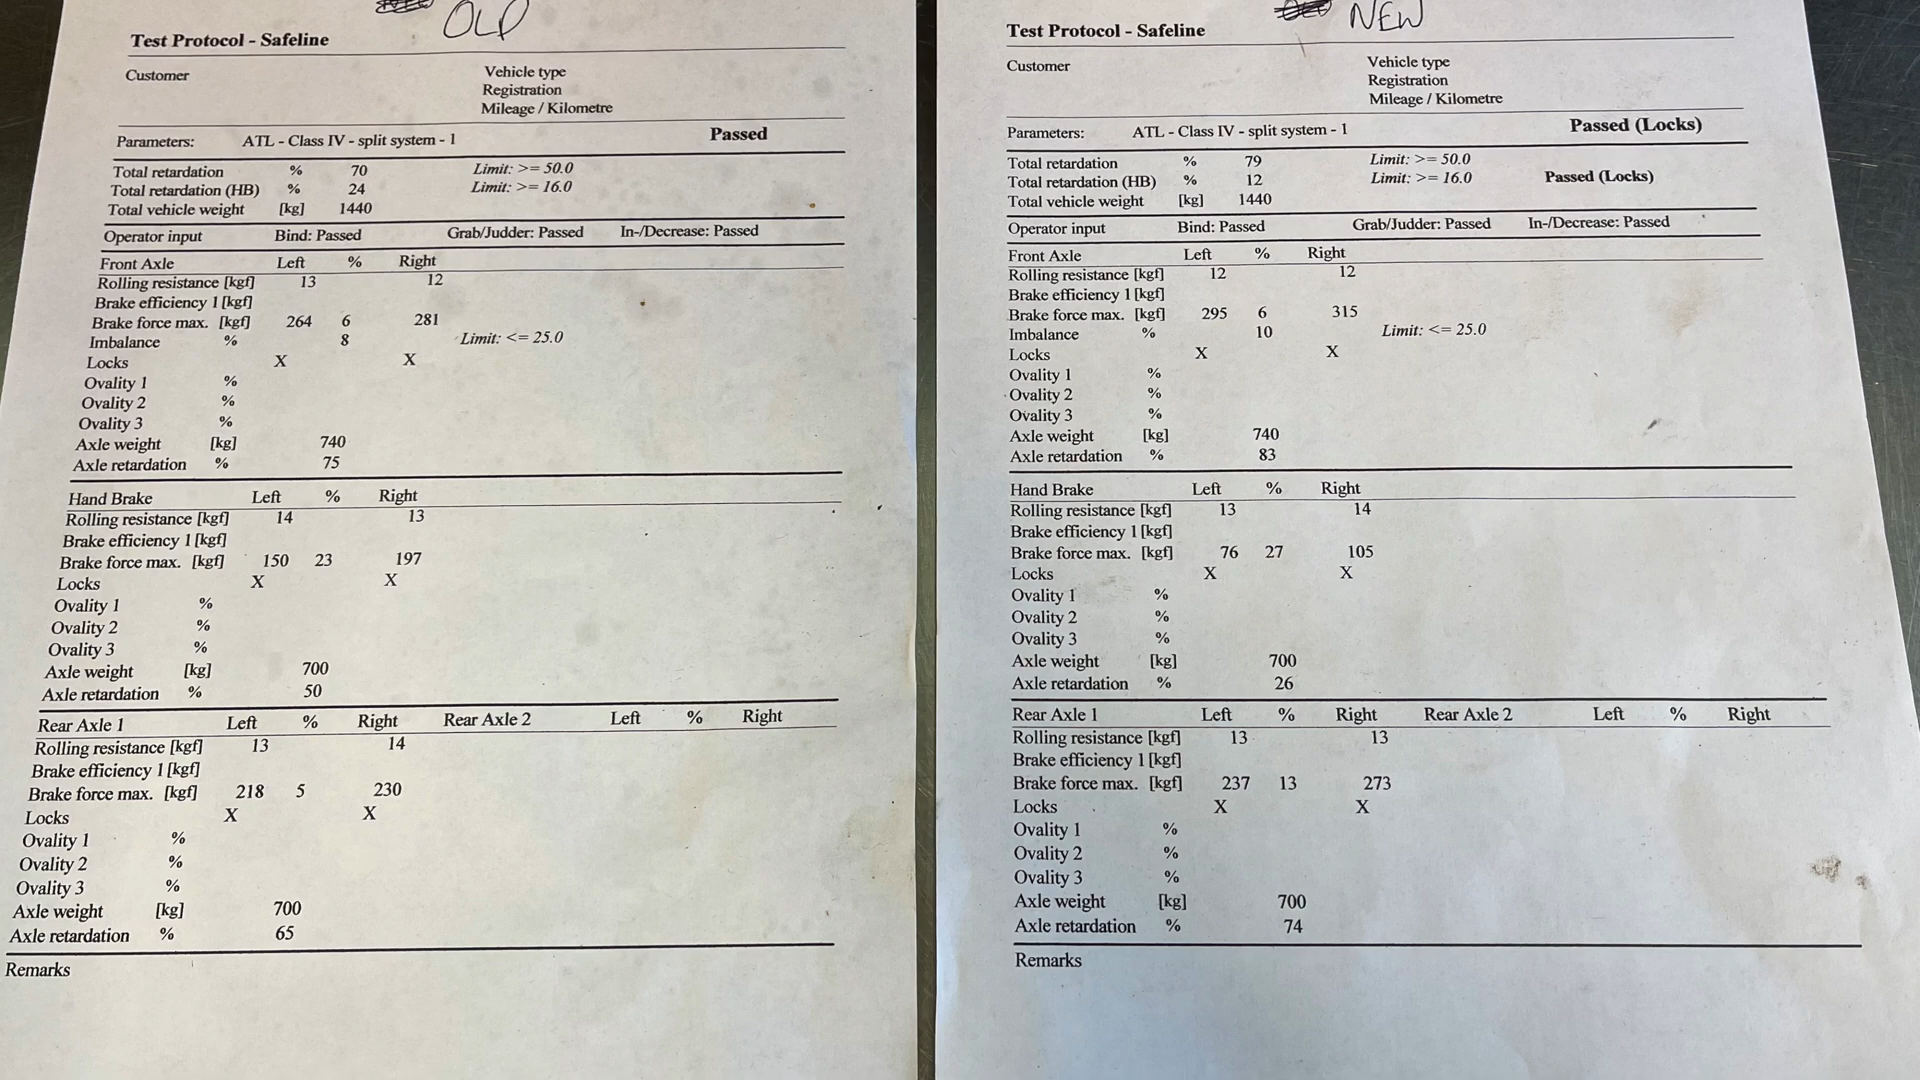 OLD
Test Protocol - Safeline
Customer
Vehicle type
Registration
Mileage / Kilometre
Parameters: ATL - Class IV - split system - 1 Passed
Total retardation % 70 Limit: >= 50.0
Total retardation (HB) % 24 Limit: >= 16.0
Total vehicle weight [kg] 1440
Operator input Bind: Passed Grab/Judder: Passed In-/Decrease: Passed
Front Axle Left % Right
Rolling resistance [kgf] 13 12
Brake efficiency 1 [kgf]
Brake force max. [kgf] 264 6 281
Imbalance % 8 Limit: <= 25.0
Locks X X
Ovality 1 %
Ovality 2 %
Ovality 3 %
Axle weight [kg] 740
Axle retardation % 75
Hand Brake Left % Right
Rolling resistance [kgf] 14 13
Brake efficiency 1 [kgf]
Brake force max. [kgf] 150 23 197
Locks X X
Ovality 1 %
Ovality 2 %
Ovality 3 %
Axle weight [kg] 700
Axle retardation % 50
Rear Axle 1 Left % Right Rear Axle 2 Left % Right
Rolling resistance [kgf] 13 14
Brake efficiency 1 [kgf]
Brake force max. [kgf] 218 5 230
Locks X X
Ovality 1 %
Ovality 2 %
Ovality 3 %
Axle weight [kg] 700
Axle retardation % 65
Remarks
NEW
Test Protocol - Safeline
Customer
Vehicle type
Registration
Mileage / Kilometre
Parameters: ATL - Class IV - split system - 1 Passed (Locks)
Total retardation % 79 Limit: >= 50.0
Total retardation (HB) % 12 Limit: >= 16.0 Passed (Locks)
Total vehicle weight [kg] 1440
Operator input Bind: Passed Grab/Judder: Passed In-/Decrease: Passed
Front Axle Left % Right
Rolling resistance [kgf] 12 12
Brake efficiency 1 [kgf]
Brake force max. [kgf] 295 6 315
Imbalance % 10 Limit: <= 25.0
Locks X X
Ovality 1 %
Ovality 2 %
Ovality 3 %
Axle weight [kg] 740
Axle retardation % 83
Hand Brake Left % Right
Rolling resistance [kgf] 13 14
Brake efficiency 1 [kgf]
Brake force max. [kgf] 76 27 105
Locks X X
Ovality 1 %
Ovality 2 %
Ovality 3 %
Axle weight [kg] 700
Axle retardation % 26
Rear Axle 1 Left % Right Rear Axle 2 Left % Right
Rolling resistance [kgf] 13 13
Brake efficiency 1 [kgf]
Brake force max. [kgf] 237 13 273
Locks X X
Ovality 1 %
Ovality 2 %
Ovality 3 %
Axle weight [kg] 700
Axle retardation % 74
Remarks